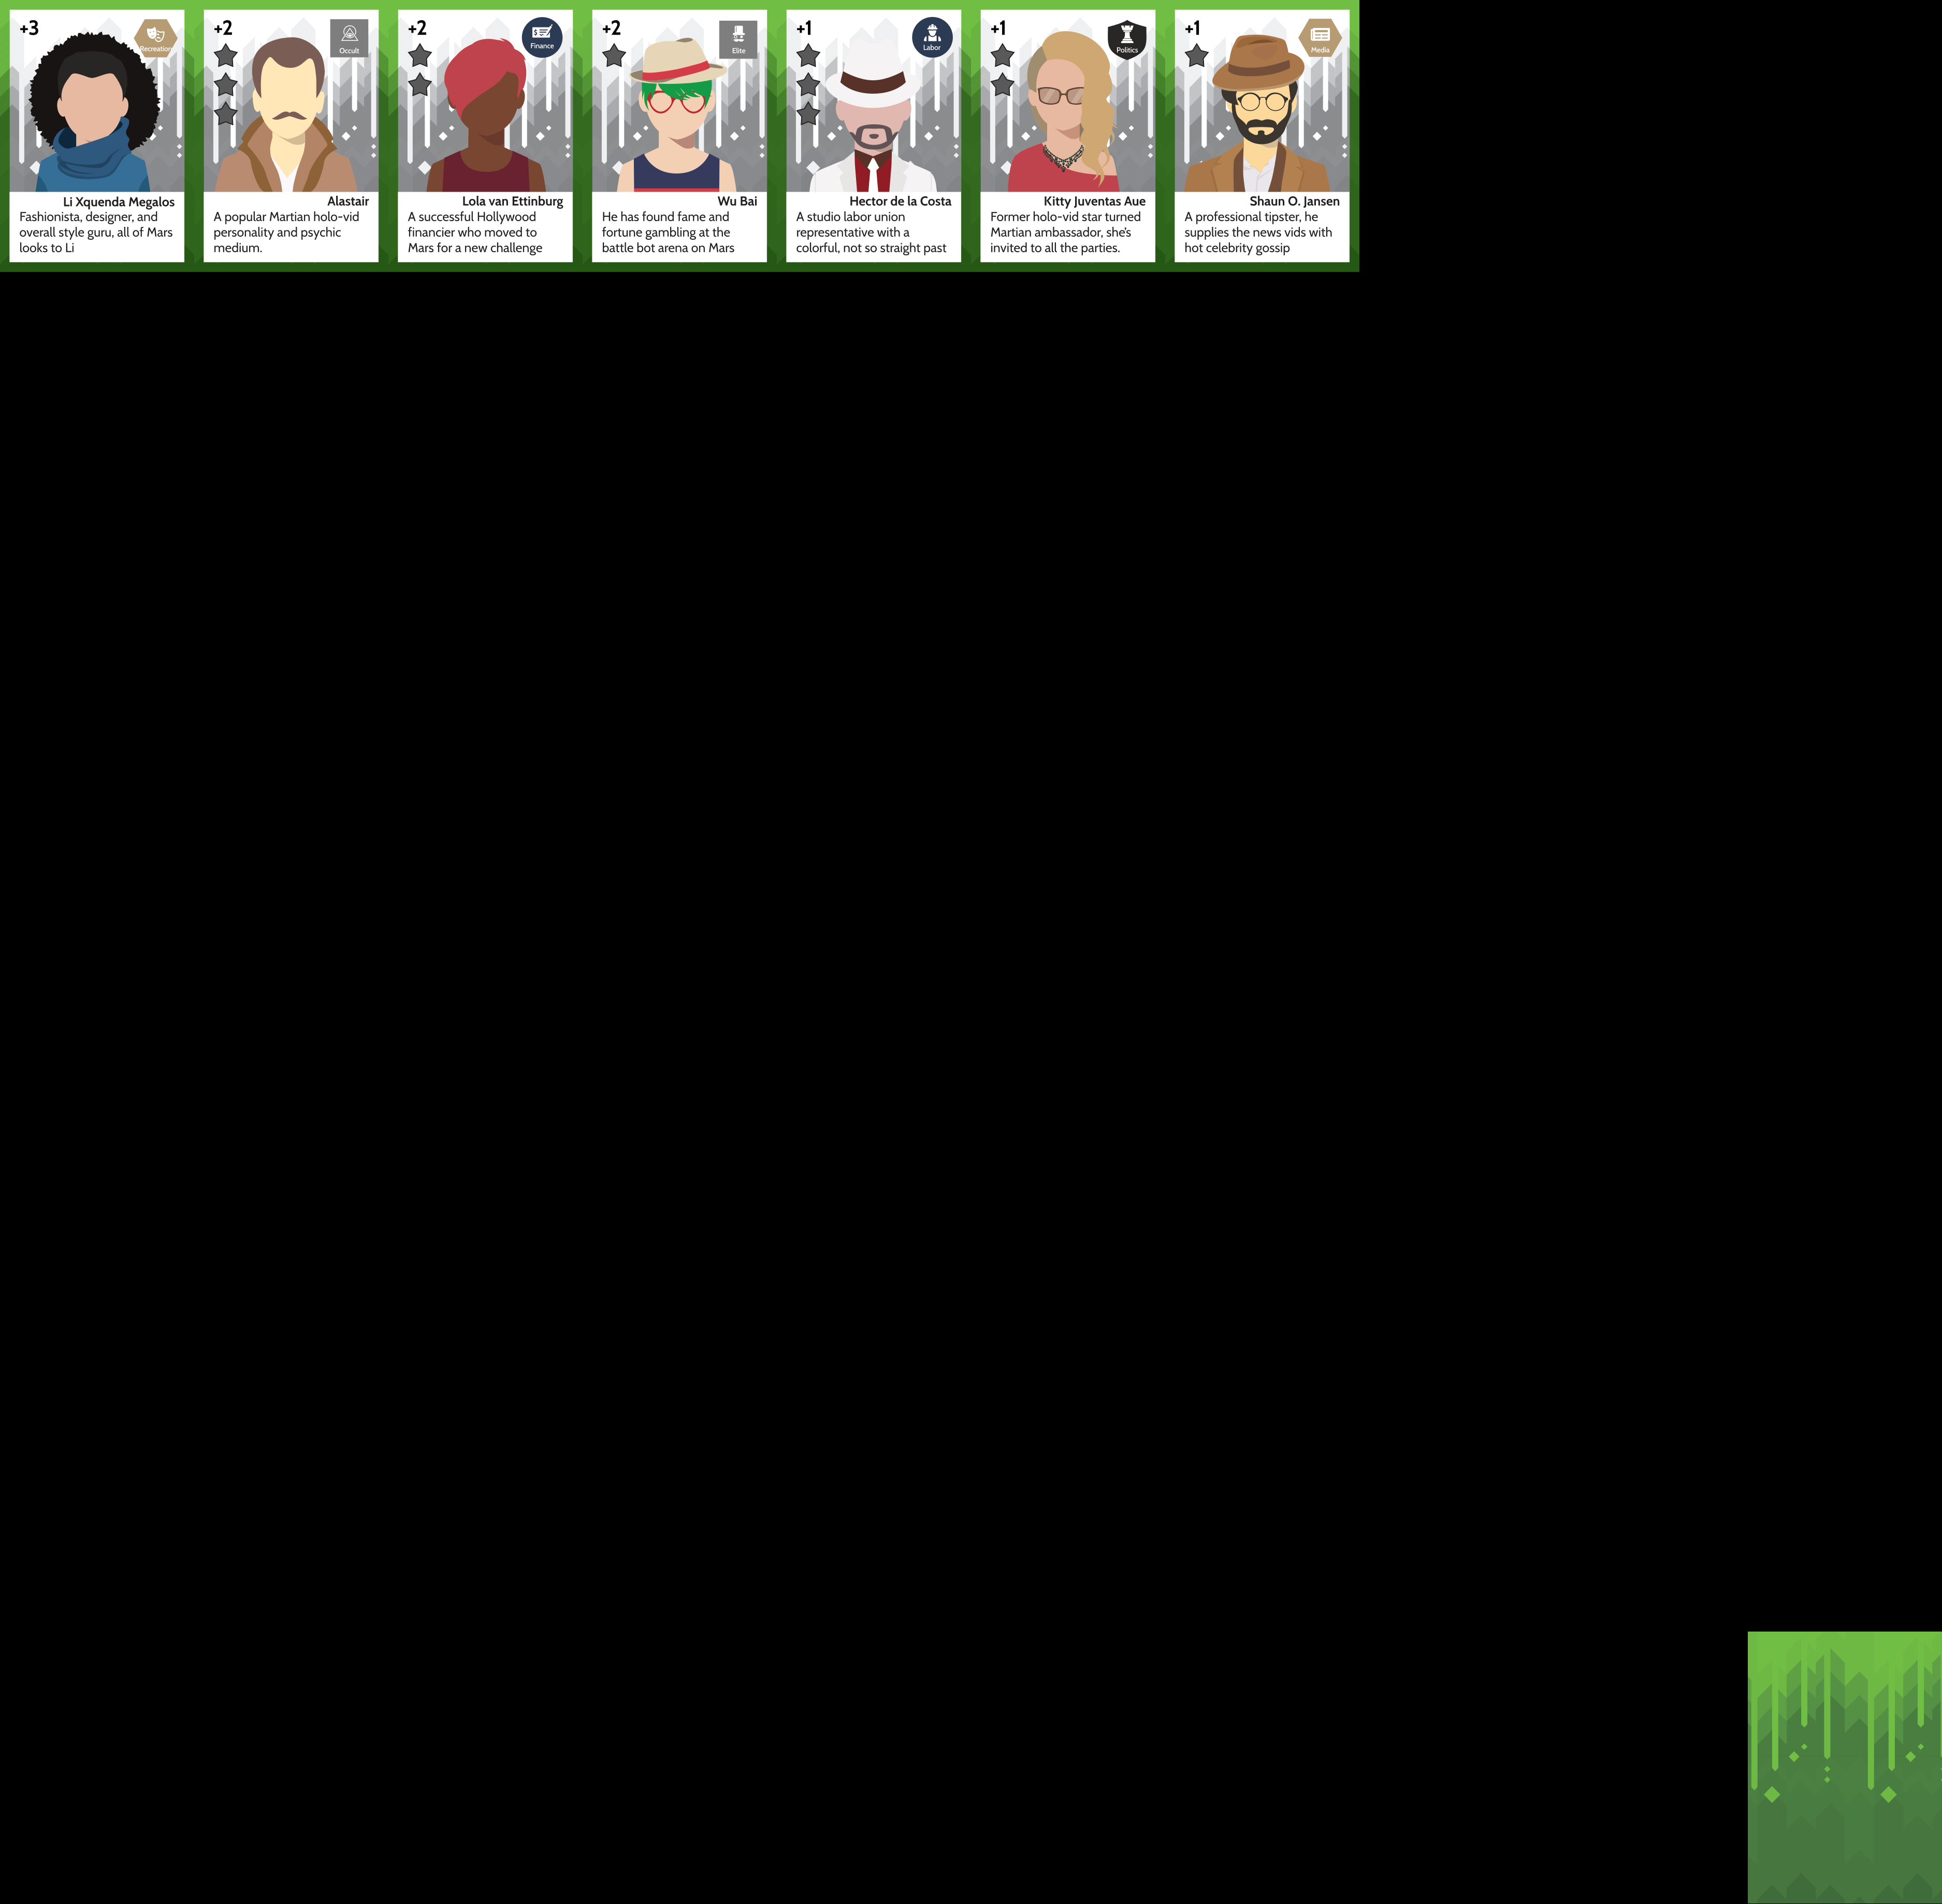 +3
Recreation
Li Xquenda Megalos
Fashionista, designer, and
overall style guru, all of Mars
looks to Li
+2
Occult
Alastair
A popular Martian holo-vid
personality and psychic
medium.
+2
Finance
Lola van Ettinburg
A successful Hollywood
financier who moved to
Mars for a new challenge
+2
Elite
Wu Bai
He has found fame and
fortune gambling at the
battle bot arena on Mars
+1
Labor
Hector de la Costa
A studio labor union
representative with a
colorful, not so straight past
+1
Politics
Kitty Juventas Aue
Former holo-vid star turned
Martian ambassador, she's
invited to all the parties.
+1
Media
Shaun O. Jansen
A professional tipster, he
supplies the news vids with
hot celebrity gossip